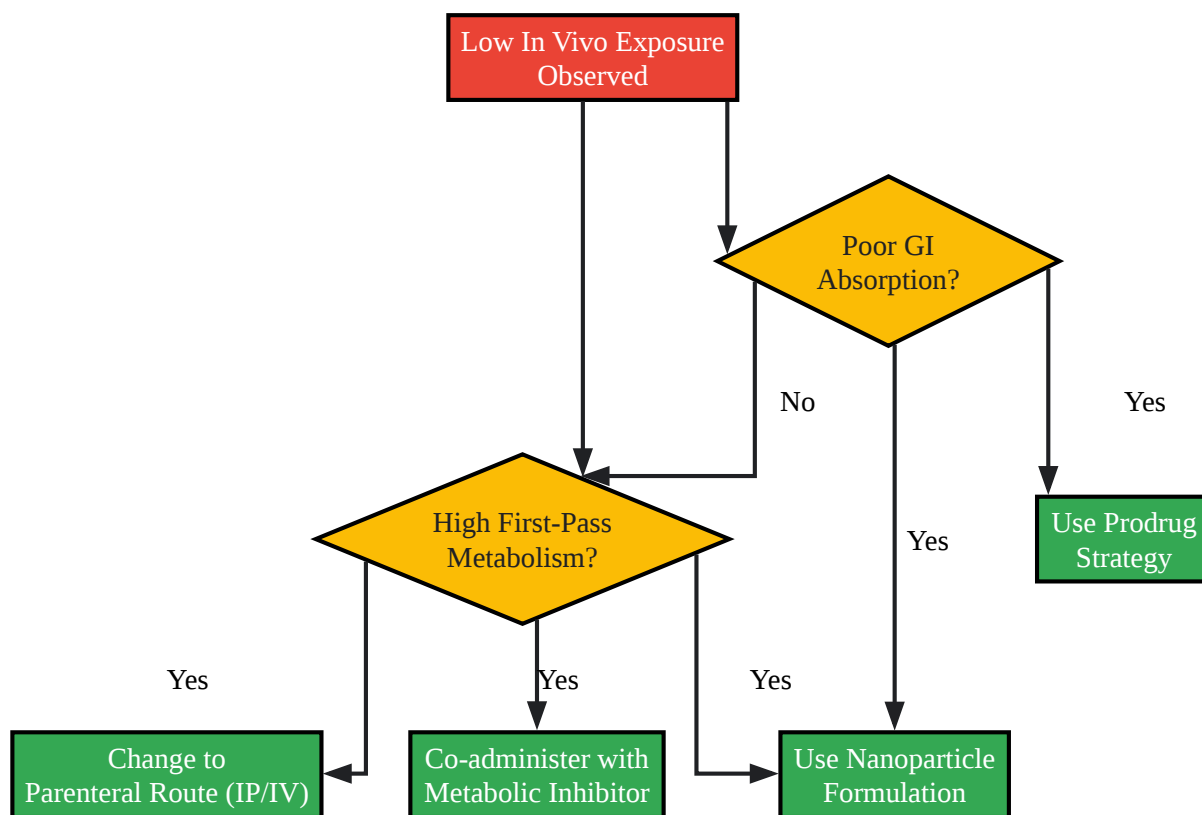 Low In Vivo Exposure
Observed
Poor GI
Absorption?
No
Yes
High First-Pass
Metabolism?
Use Prodrug
Strategy
Yes
Yes
Yes
Yes
Change to
Parenteral Route (IP/IV)
Co-administer with
Metabolic Inhibitor
Use Nanoparticle
Formulation